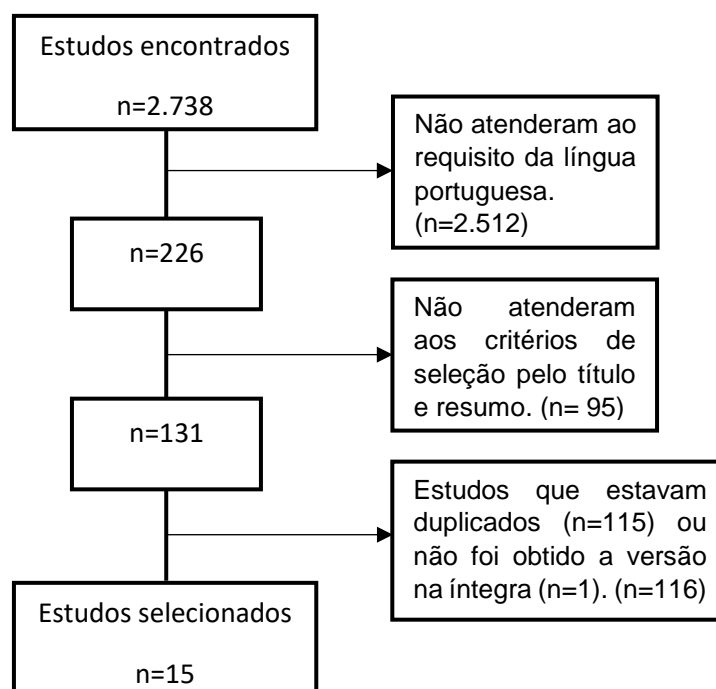 Estudos encontrados
n=2.738
Não atenderam ao
requisito da língua
portuguesa.
(n=2.512)
n=226
Não atenderam
aos critérios de
seleção pelo título
e resumo. (n= 95)
n=131
Estudos que estavam
duplicados (n=115) ou
não foi obtido a versão
na íntegra (n=1). (n=116)
Estudos selecionados
n=15